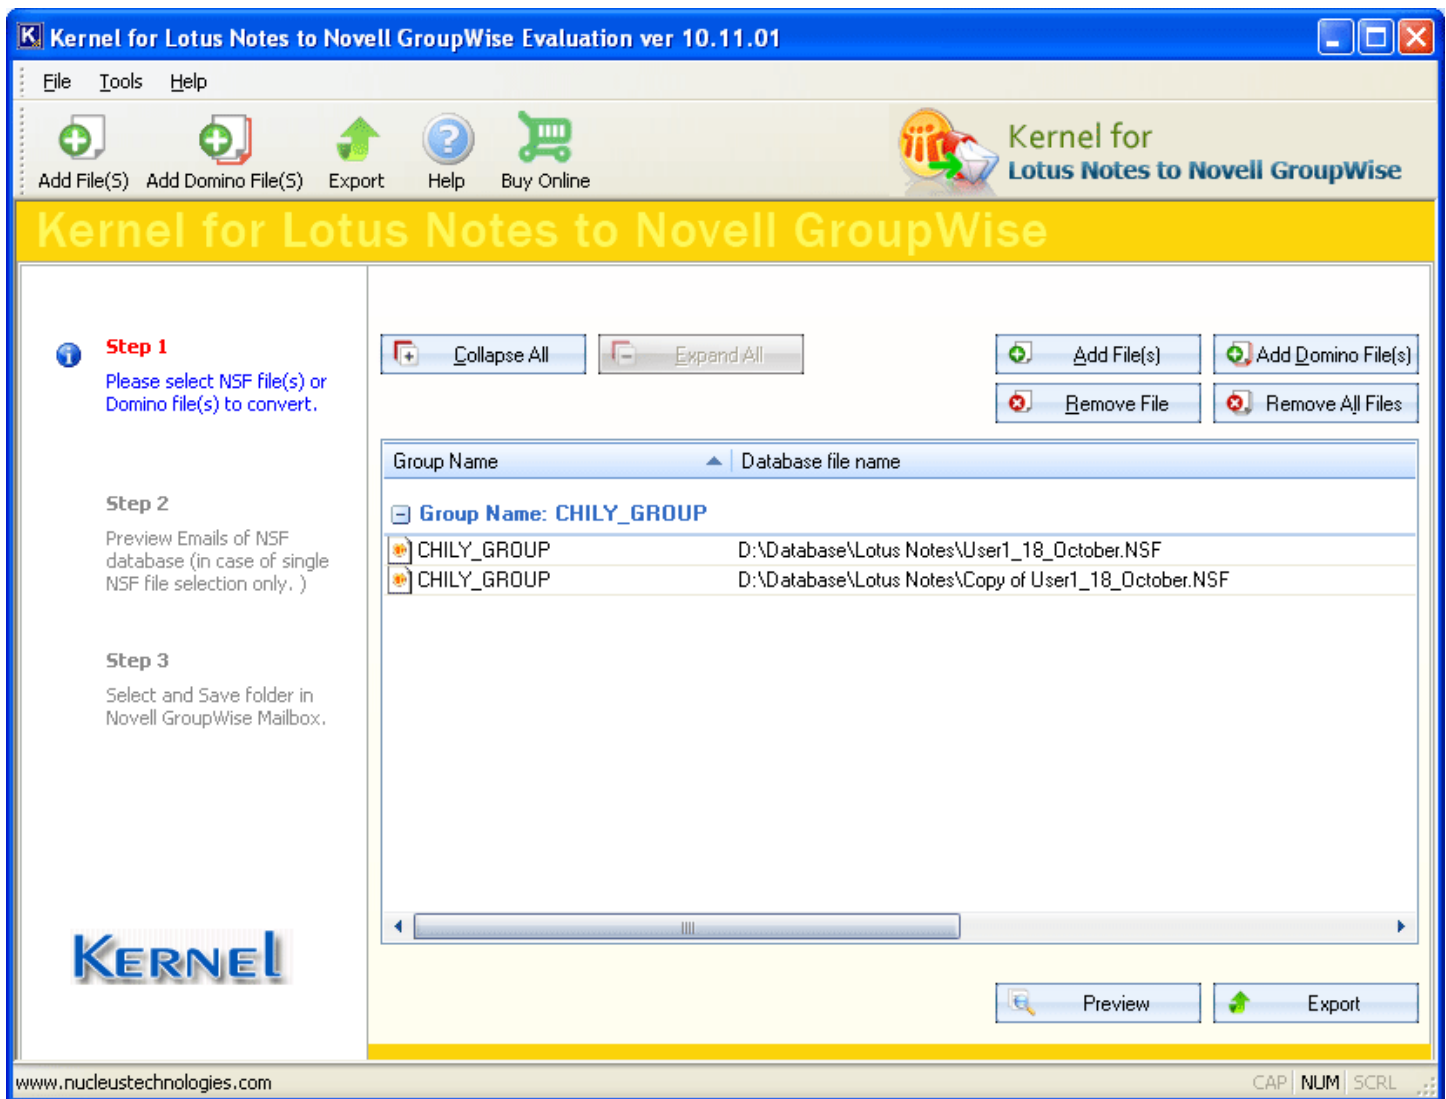 Kernel for Lotus Notes to Novell GroupWise Evaluation ver 10.11.01
File Tools Help
Add File(S) Add Domino File(S) Export Help Buy Online
Kernel for
Lotus Notes to Novell GroupWise
Kernel for Lotus Notes to Novell GroupWise
Step 1
Please select NSF file(s) or
Domino file(s) to convert.
Step 2
Preview Emails of NSF
database (in case of single
NSF file selection only. )
Step 3
Select and Save folder in
Novell GroupWise Mailbox.
KERNEl
Collapse All Expand All Add File(s) Add Domino File(s)
Remove File Remove All Files
Group Name Database file name
Group Name: CHILY_GROUP
CHILY_GROUP D:\Database\Lotus Notes\User1_18_October.NSF
CHILY_GROUP D:\Database\Lotus Notes\Copy of User1_18_October.NSF
Preview Export
www.nucleustechnologies.com CAP NUM SCRL